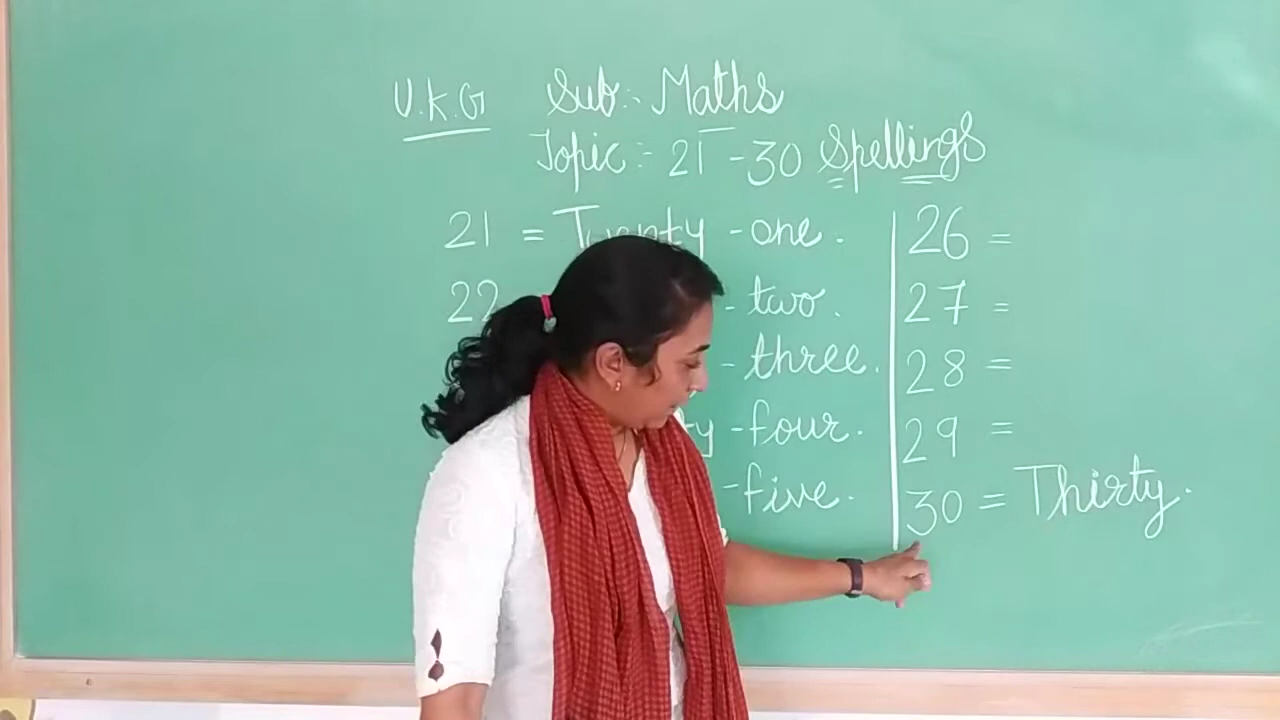 U.K.G Sub:- Maths
Topic:- 21-30 Spellings
21 = Twenty-one.
22 - two.
- three.
- four.
- five.
26 =
27 =
28 =
29 =
30 = Thirty.